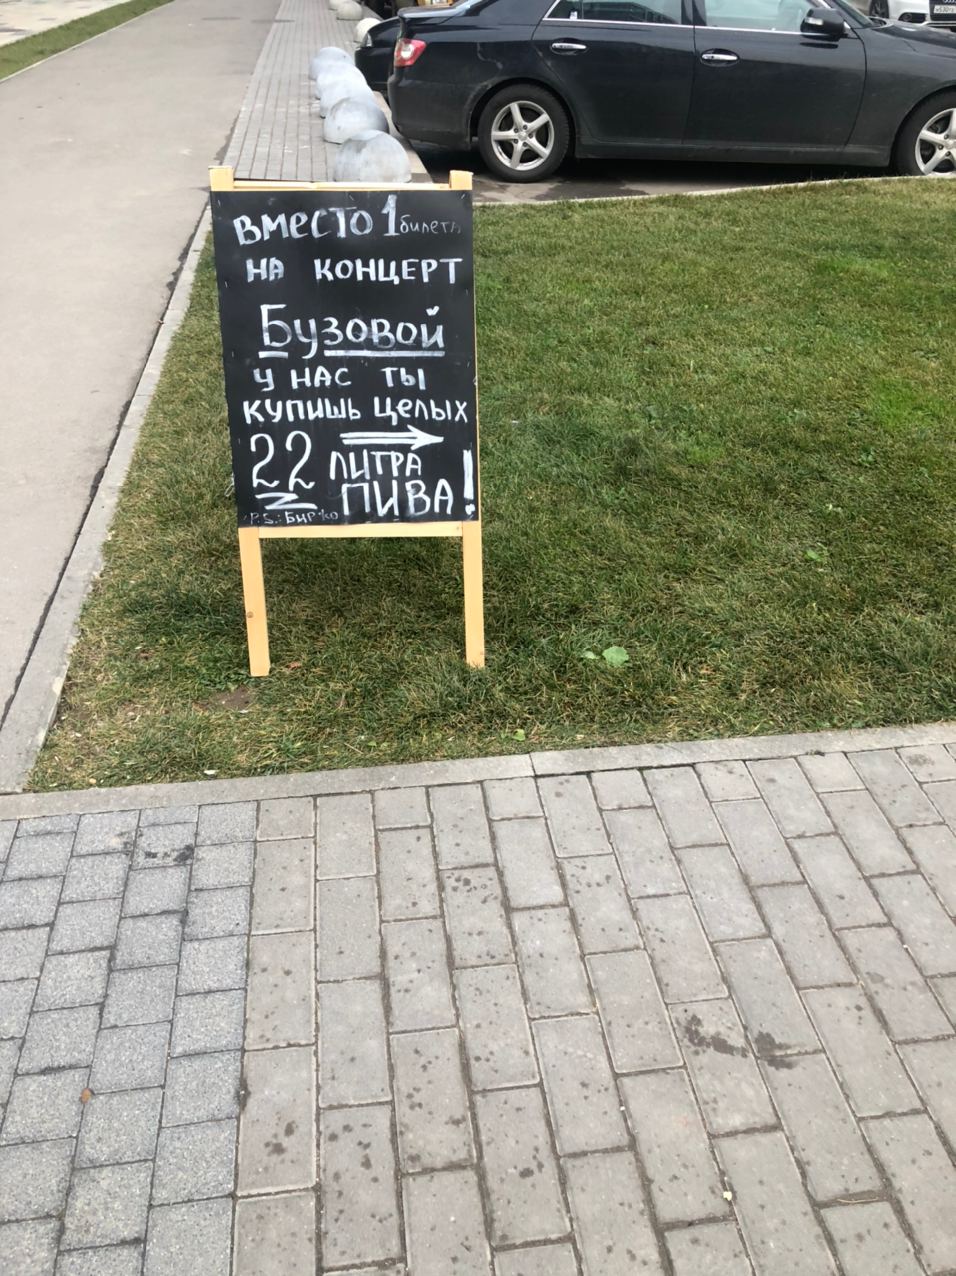 ВМЕСТО 1 билета
НА КОНЦЕРТ
БУЗОВОЙ
У НАС ТЫ
КУПИШЬ ЦЕЛЫХ
22 ЛИТРА
ПИВА!
P.S.: БИР·КО